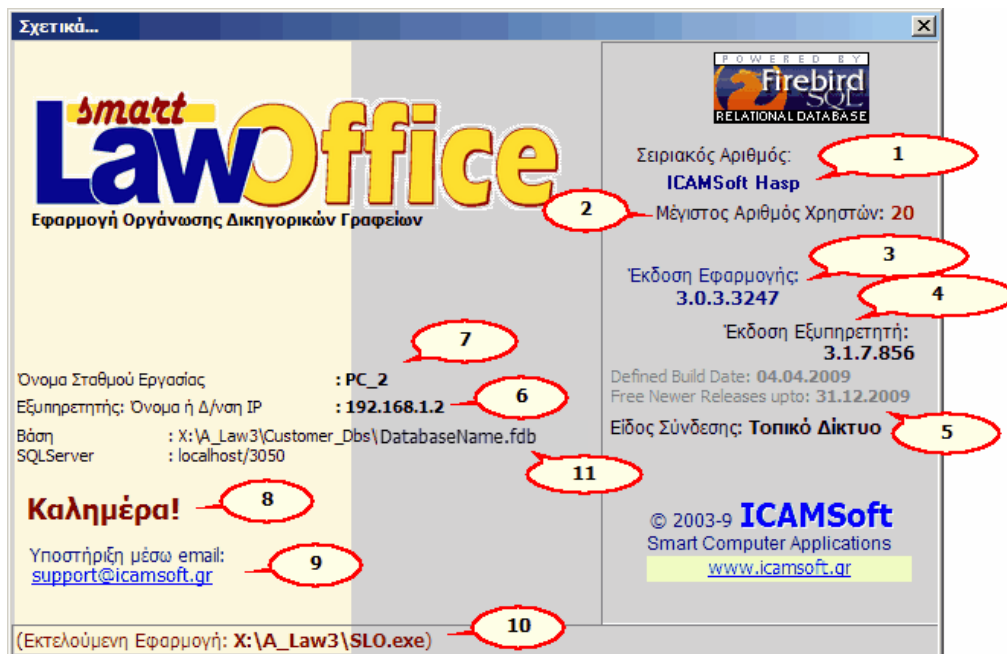 Σχετικά...
smart
LawOffice
Εφαρμογή Οργάνωσης Δικηγορικών Γραφείων
POWERED BY
Firebird
SQL
RELATIONAL DATABASE
Σειριακός Αριθμός:
1
ICAMSoft Hasp
2
Μέγιστος Αριθμός Χρηστών: 20
3
Έκδοση Εφαρμογής:
3.0.3.3247
4
Έκδοση Εξυπηρετητή:
3.1.7.856
Defined Build Date: 04.04.2009
Free Newer Releases upto: 31.12.2009
Είδος Σύνδεσης: Τοπικό Δίκτυο
5
7
Όνομα Σταθμού Εργασίας : PC_2
Εξυπηρετητής: Όνομα ή Δ/νση IP : 192.168.1.2
6
Βάση : X:\A_Law3\Customer_Dbs\DatabaseName.fdb
SQLServer : localhost/3050
11
Καλημέρα!
8
Υποστήριξη μέσω email:
support@icamsoft.gr
9
© 2003-9 ICAMSoft
Smart Computer Applications
www.icamsoft.gr
10
(Εκτελούμενη Εφαρμογή: X:\A_Law3\SLO.exe)